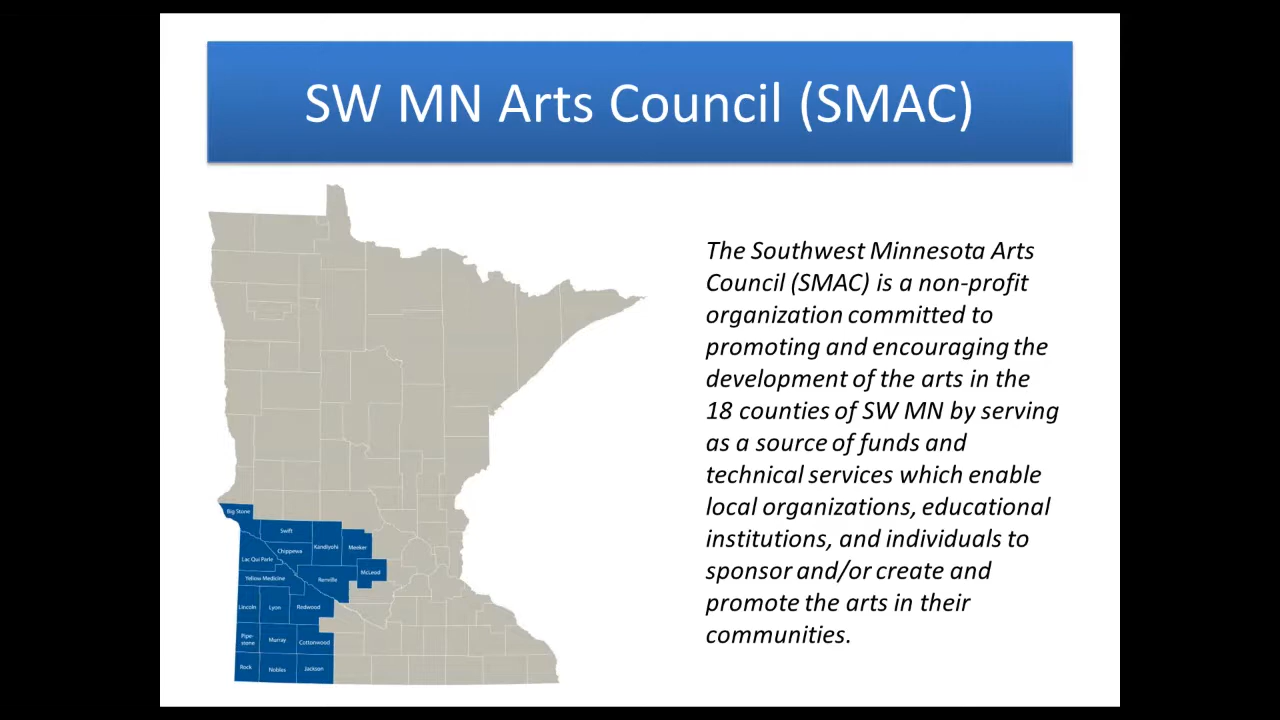 SW MN Arts Council (SMAC)
The Southwest Minnesota Arts
Council (SMAC) is a non-profit
organization committed to
promoting and encouraging the
development of the arts in the
18 counties of SW MN by serving
as a source of funds and
technical services which enable
local organizations, educational
institutions, and individuals to
sponsor and/or create and
promote the arts in their
communities.
Big Stone
Swift
Chippewa
Kandiyohi
Meeker
Lac Qui Parle
McLeod
Yellow Medicine
Renville
Lincoln
Lyon
Redwood
Pipe-
stone
Murray
Cottonwood
Rock
Nobles
Jackson